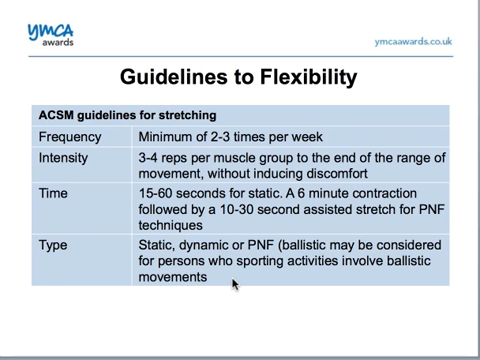 ymca
awards
ymcaawards.co.uk
Guidelines to Flexibility
ACSM guidelines for stretching
Frequency
Minimum of 2-3 times per week
Intensity
3-4 reps per muscle group to the end of the range of
movement, without inducing discomfort
Time
15-60 seconds for static. A 6 minute contraction
followed by a 10-30 second assisted stretch for PNF
techniques
Type
Static, dynamic or PNF (ballistic may be considered
for persons who sporting activities involve ballistic
movements